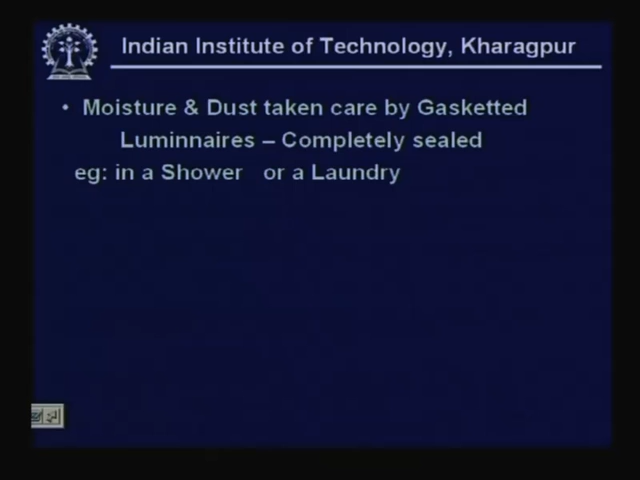 Indian Institute of Technology, Kharagpur
• Moisture & Dust taken care by Gasketted
Luminnaires – Completely sealed
eg: in a Shower or a Laundry